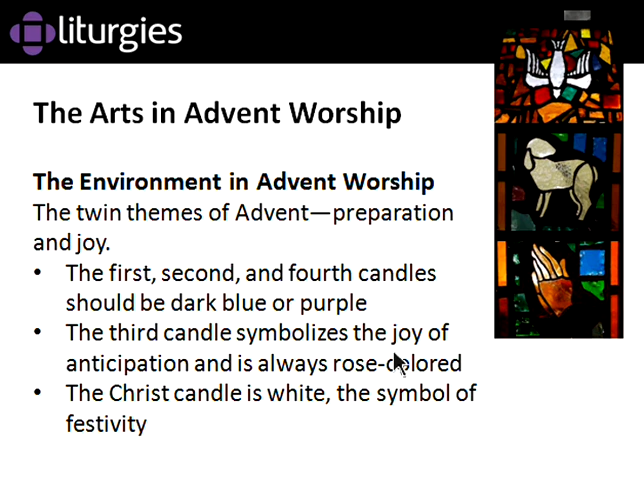 liturgies
The Arts in Advent Worship
The Environment in Advent Worship
The twin themes of Advent—preparation
and joy.
• The first, second, and fourth candles
should be dark blue or purple
• The third candle symbolizes the joy of
anticipation and is always rose-colored
• The Christ candle is white, the symbol of
festivity